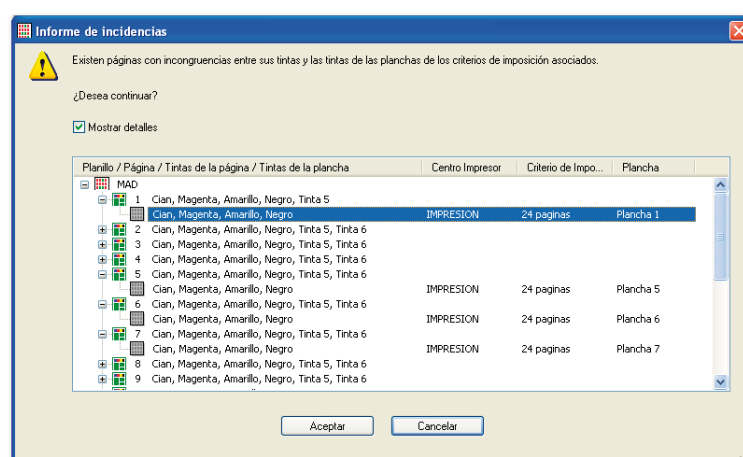 Informe de incidencias
Existen páginas con incongruencias entre sus tintas y las tintas de las planchas de los criterios de imposición asociados.
¿Desea continuar?
Mostrar detalles
Planillo / Página / Tintas de la página / Tintas de la plancha Centro Impresor Criterio de Impo... Plancha
MAD
1 Cian, Magenta, Amarillo, Negro, Tinta 5
Cian, Magenta, Amarillo, Negro IMPRESION 24 paginas Plancha 1
2 Cian, Magenta, Amarillo, Negro, Tinta 5, Tinta 6
3 Cian, Magenta, Amarillo, Negro, Tinta 5, Tinta 6
4 Cian, Magenta, Amarillo, Negro, Tinta 5, Tinta 6
5 Cian, Magenta, Amarillo, Negro, Tinta 5, Tinta 6
Cian, Magenta, Amarillo, Negro IMPRESION 24 paginas Plancha 5
6 Cian, Magenta, Amarillo, Negro, Tinta 5, Tinta 6
Cian, Magenta, Amarillo, Negro IMPRESION 24 paginas Plancha 6
7 Cian, Magenta, Amarillo, Negro, Tinta 5, Tinta 6
Cian, Magenta, Amarillo, Negro IMPRESION 24 paginas Plancha 7
8 Cian, Magenta, Amarillo, Negro, Tinta 5, Tinta 6
9 Cian, Magenta, Amarillo, Negro, Tinta 5, Tinta 6
Aceptar Cancelar